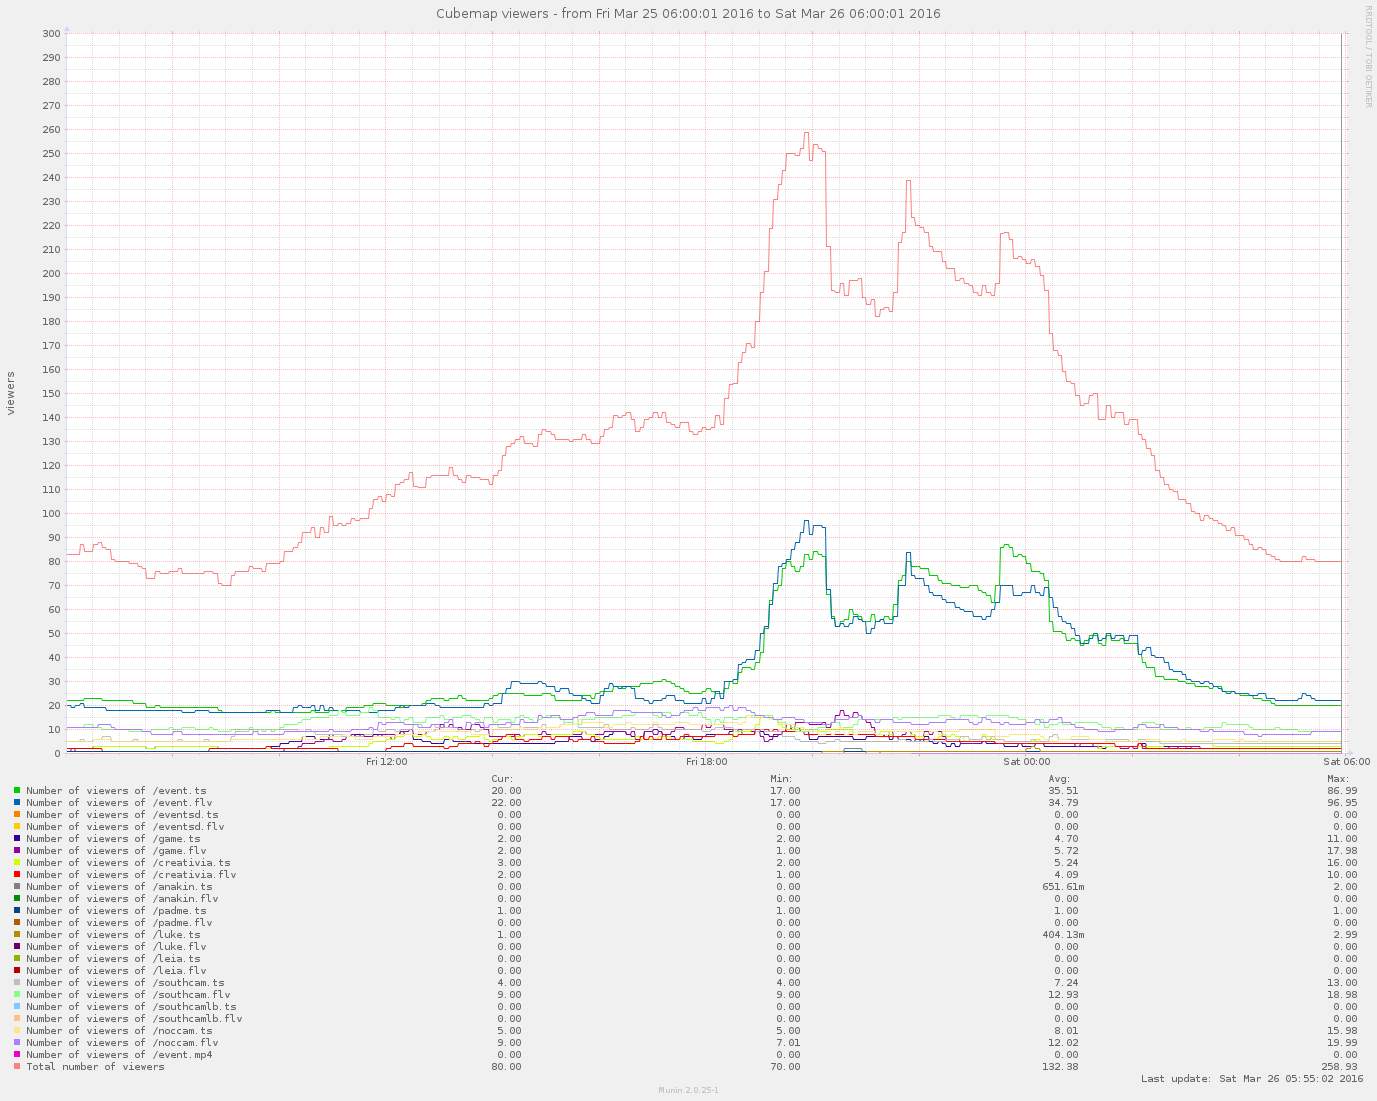 Cubemap viewers - from Fri Mar 25 06:00:01 2016 to Sat Mar 26 06:00:01 2016
RRDTOOL / TOBI OETIKER
viewers
300
290
280
270
260
250
240
230
220
210
200
190
180
170
160
150
140
130
120
110
100
90
80
70
60
50
40
30
20
10
0
Fri 12:00 Fri 18:00 Sat 00:00 Sat 06:00
Cur: Min: Avg: Max:
Number of viewers of /event.ts 20.00 17.00 35.51 86.99
Number of viewers of /event.flv 22.00 17.00 34.79 96.95
Number of viewers of /eventsd.ts 0.00 0.00 0.00 0.00
Number of viewers of /eventsd.flv 0.00 0.00 0.00 0.00
Number of viewers of /game.ts 2.00 2.00 4.70 11.00
Number of viewers of /game.flv 2.00 1.00 5.72 17.98
Number of viewers of /creativia.ts 3.00 2.00 5.24 16.00
Number of viewers of /creativia.flv 2.00 1.00 4.09 10.00
Number of viewers of /anakin.ts 0.00 0.00 651.61m 2.00
Number of viewers of /anakin.flv 0.00 0.00 0.00 0.00
Number of viewers of /padme.ts 1.00 1.00 1.00 1.00
Number of viewers of /padme.flv 0.00 0.00 0.00 0.00
Number of viewers of /luke.ts 1.00 0.00 404.13m 2.99
Number of viewers of /luke.flv 0.00 0.00 0.00 0.00
Number of viewers of /leia.ts 0.00 0.00 0.00 0.00
Number of viewers of /leia.flv 0.00 0.00 0.00 0.00
Number of viewers of /southcam.ts 4.00 4.00 7.24 13.00
Number of viewers of /southcam.flv 9.00 9.00 12.93 18.98
Number of viewers of /southcamlb.ts 0.00 0.00 0.00 0.00
Number of viewers of /southcamlb.flv 0.00 0.00 0.00 0.00
Number of viewers of /noccam.ts 5.00 5.00 8.01 15.98
Number of viewers of /noccam.flv 9.00 7.01 12.02 19.99
Number of viewers of /event.mp4 0.00 0.00 0.00 0.00
Total number of viewers 80.00 70.00 132.38 258.93
Last update: Sat Mar 26 05:55:02 2016
Munin 2.0.25-1